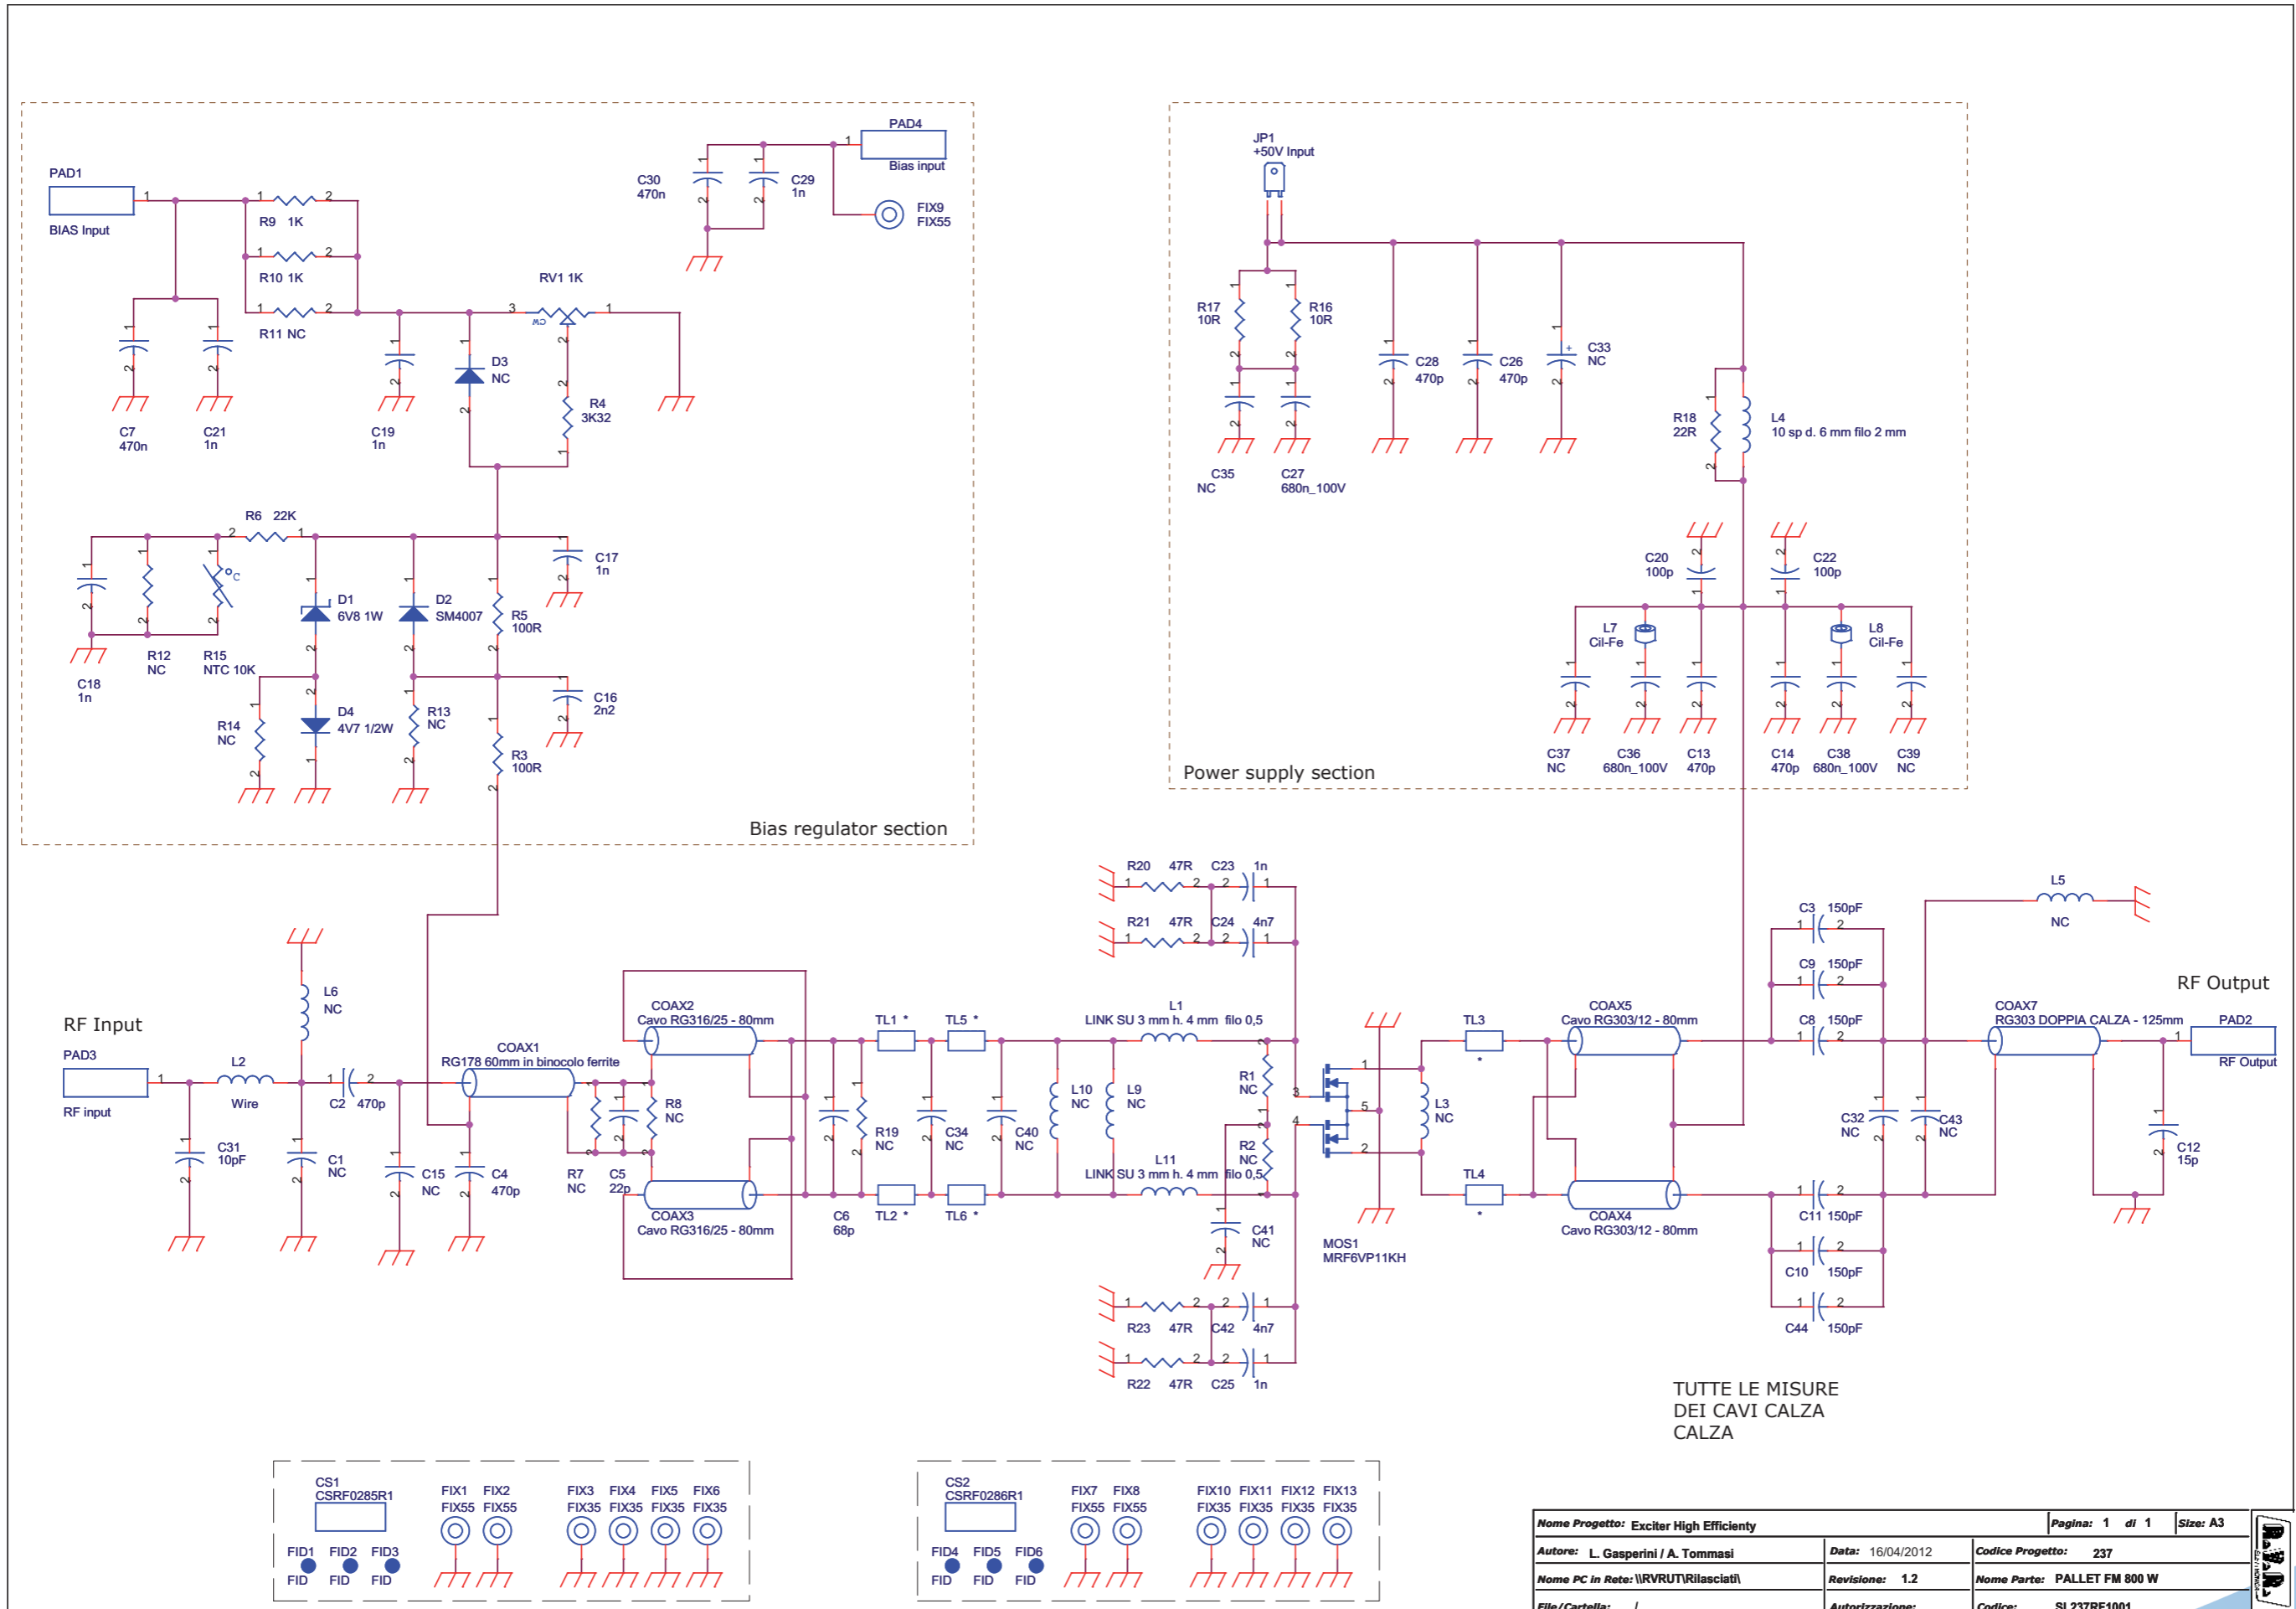 PAD1
BIAS Input
1
R9 1K
R10 1K
R11 NC
C7
470n
C21
1n
C19
1n
D3
NC
RV1 1K
CW
R4
3K32
C30
470n
C29
1n
PAD4
Bias input
FIX9
FIX55
R6 22K
C17
1n
°C
D1
6V8 1W
D2
SM4007
R5
100R
R12
NC
R15
NTC 10K
C18
1n
C16
2n2
R14
NC
D4
4V7 1/2W
R13
NC
R3
100R
Bias regulator section
JP1
+50V Input
R17
10R
R16
10R
C28
470p
C26
470p
C33
NC
C35
NC
C27
680n_100V
R18
22R
L4
10 sp d. 6 mm filo 2 mm
C20
100p
C22
100p
L7
Cil-Fe
L8
Cil-Fe
C37
NC
C36
680n_100V
C13
470p
C14
470p
C38
680n_100V
C39
NC
Power supply section
R20 47R C23 1n
R21 47R C24 4n7
RF Input
PAD3
RF input
L6
NC
L2
Wire
C2 470p
C31
10pF
C1
NC
C15
NC
C4
470p
COAX1
RG178 60mm in binocolo ferrite
COAX2
Cavo RG316/25 - 80mm
R8
NC
R7
NC
C5
22p
COAX3
Cavo RG316/25 - 80mm
C6
68p
R19
NC
TL1 *
TL5 *
C34
NC
C40
NC
TL2 *
TL6 *
L10
NC
L9
NC
L1
LINK SU 3 mm h. 4 mm filo 0,5
R1
NC
R2
NC
L11
LINK SU 3 mm h. 4 mm filo 0,5
C41
NC
MOS1
MRF6VP11KH
L3
NC
TL3
*
TL4
*
COAX5
Cavo RG303/12 - 80mm
COAX4
Cavo RG303/12 - 80mm
C3 150pF
C9 150pF
C8 150pF
C11 150pF
C10 150pF
C44 150pF
C32
NC
C43
NC
L5
NC
COAX7
RG303 DOPPIA CALZA - 125mm
RF Output
PAD2
RF Output
C12
15p
R23 47R C42 4n7
R22 47R C25 1n
TUTTE LE MISURE
DEI CAVI CALZA
CALZA
CS1
CSRF0285R1
FID1 FID2 FID3
FID FID FID
FIX1 FIX2 FIX3 FIX4 FIX5 FIX6
FIX55 FIX55 FIX35 FIX35 FIX35 FIX35
CS2
CSRF0286R1
FID4 FID5 FID6
FID FID FID
FIX7 FIX8 FIX10 FIX11 FIX12 FIX13
FIX55 FIX55 FIX35 FIX35 FIX35 FIX35
Nome Progetto: Exciter High Efficienty Pagina: 1 di 1 Size: A3
Autore: L. Gasperini / A. Tommasi Data: 16/04/2012 Codice Progetto: 237
Nome PC in Rete: \\RVRUT\Rilasciati\ Revisione: 1.2 Nome Parte: PALLET FM 800 W
File/Cartella: / Autorizzazione: Codice: SL237RF1001